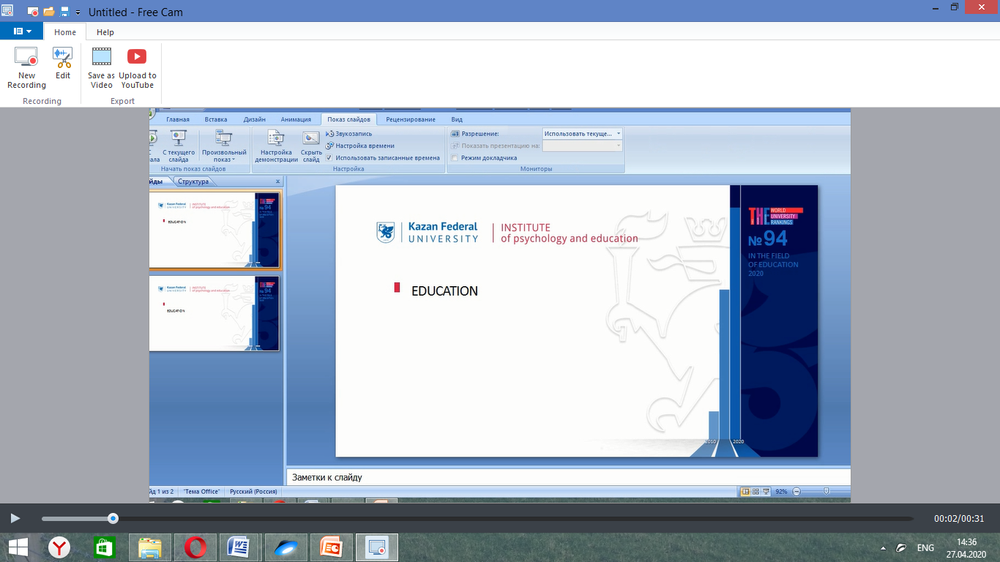 Untitled - Free Cam
Home Help
New Recording
Edit
Save as Video
Upload to YouTube
Recording Export
Главная Вставка Дизайн Анимация Показ слайдов Рецензирование Вид
С текущего слайда
Произвольный показ
Настройка демонстрации
Скрыть слайд
Звукозапись
Настройка времени
Использовать записанные времена
Разрешение: Использовать текуще...
Показать презентацию на:
Режим докладчика
Начать показ слайдов Настройка Мониторы
йды Структура
Kazan Federal UNIVERSITY INSTITUTE of psychology and education
EDUCATION
№ 94
Kazan Federal UNIVERSITY INSTITUTE of psychology and education
EDUCATION
№ 94
Kazan Federal
UNIVERSITY
INSTITUTE
of psychology and education
EDUCATION
THE WORLD UNIVERSITY RANKINGS
№94
IN THE FIELD
OF EDUCATION
2020
2010 2020
Заметки к слайду
йд 1 из 2 "Тема Office" Русский (Россия) 92%
00:02/00:31
ENG
14:36
27.04.2020